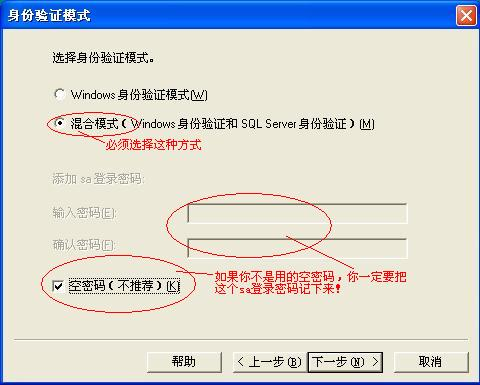 身份验证模式
选择身份验证模式。
Windows 身份验证模式(W)
混合模式(Windows 身份验证和 SQL Server 身份验证)(M)
必须选择这种方式
添加 sa 登录密码:
输入密码(E):
确认密码(F):
如果你不是用的空密码，你一定要把
这个sa登录密码记下来！
空密码(不推荐)(K)
帮助
< 上一步(B)
下一步(N) >
取消